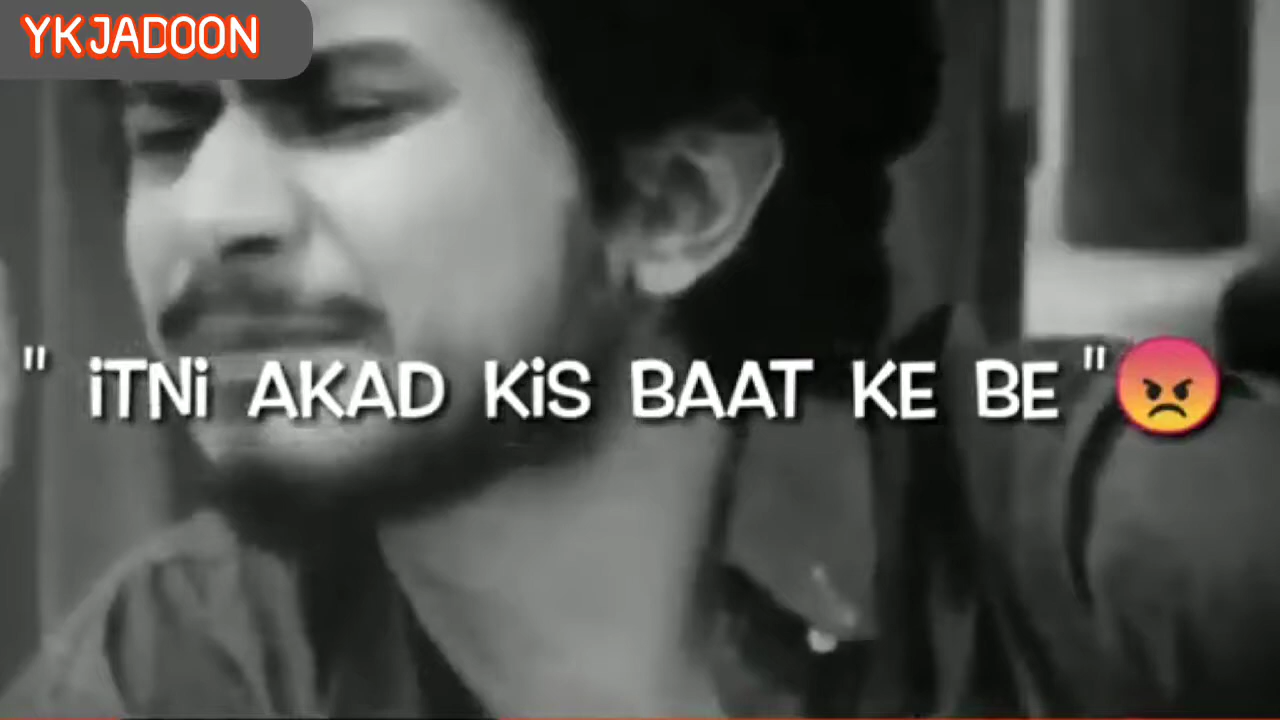 YKJADOON
" iTNi AKAD KiS BAAT KE BE "😡